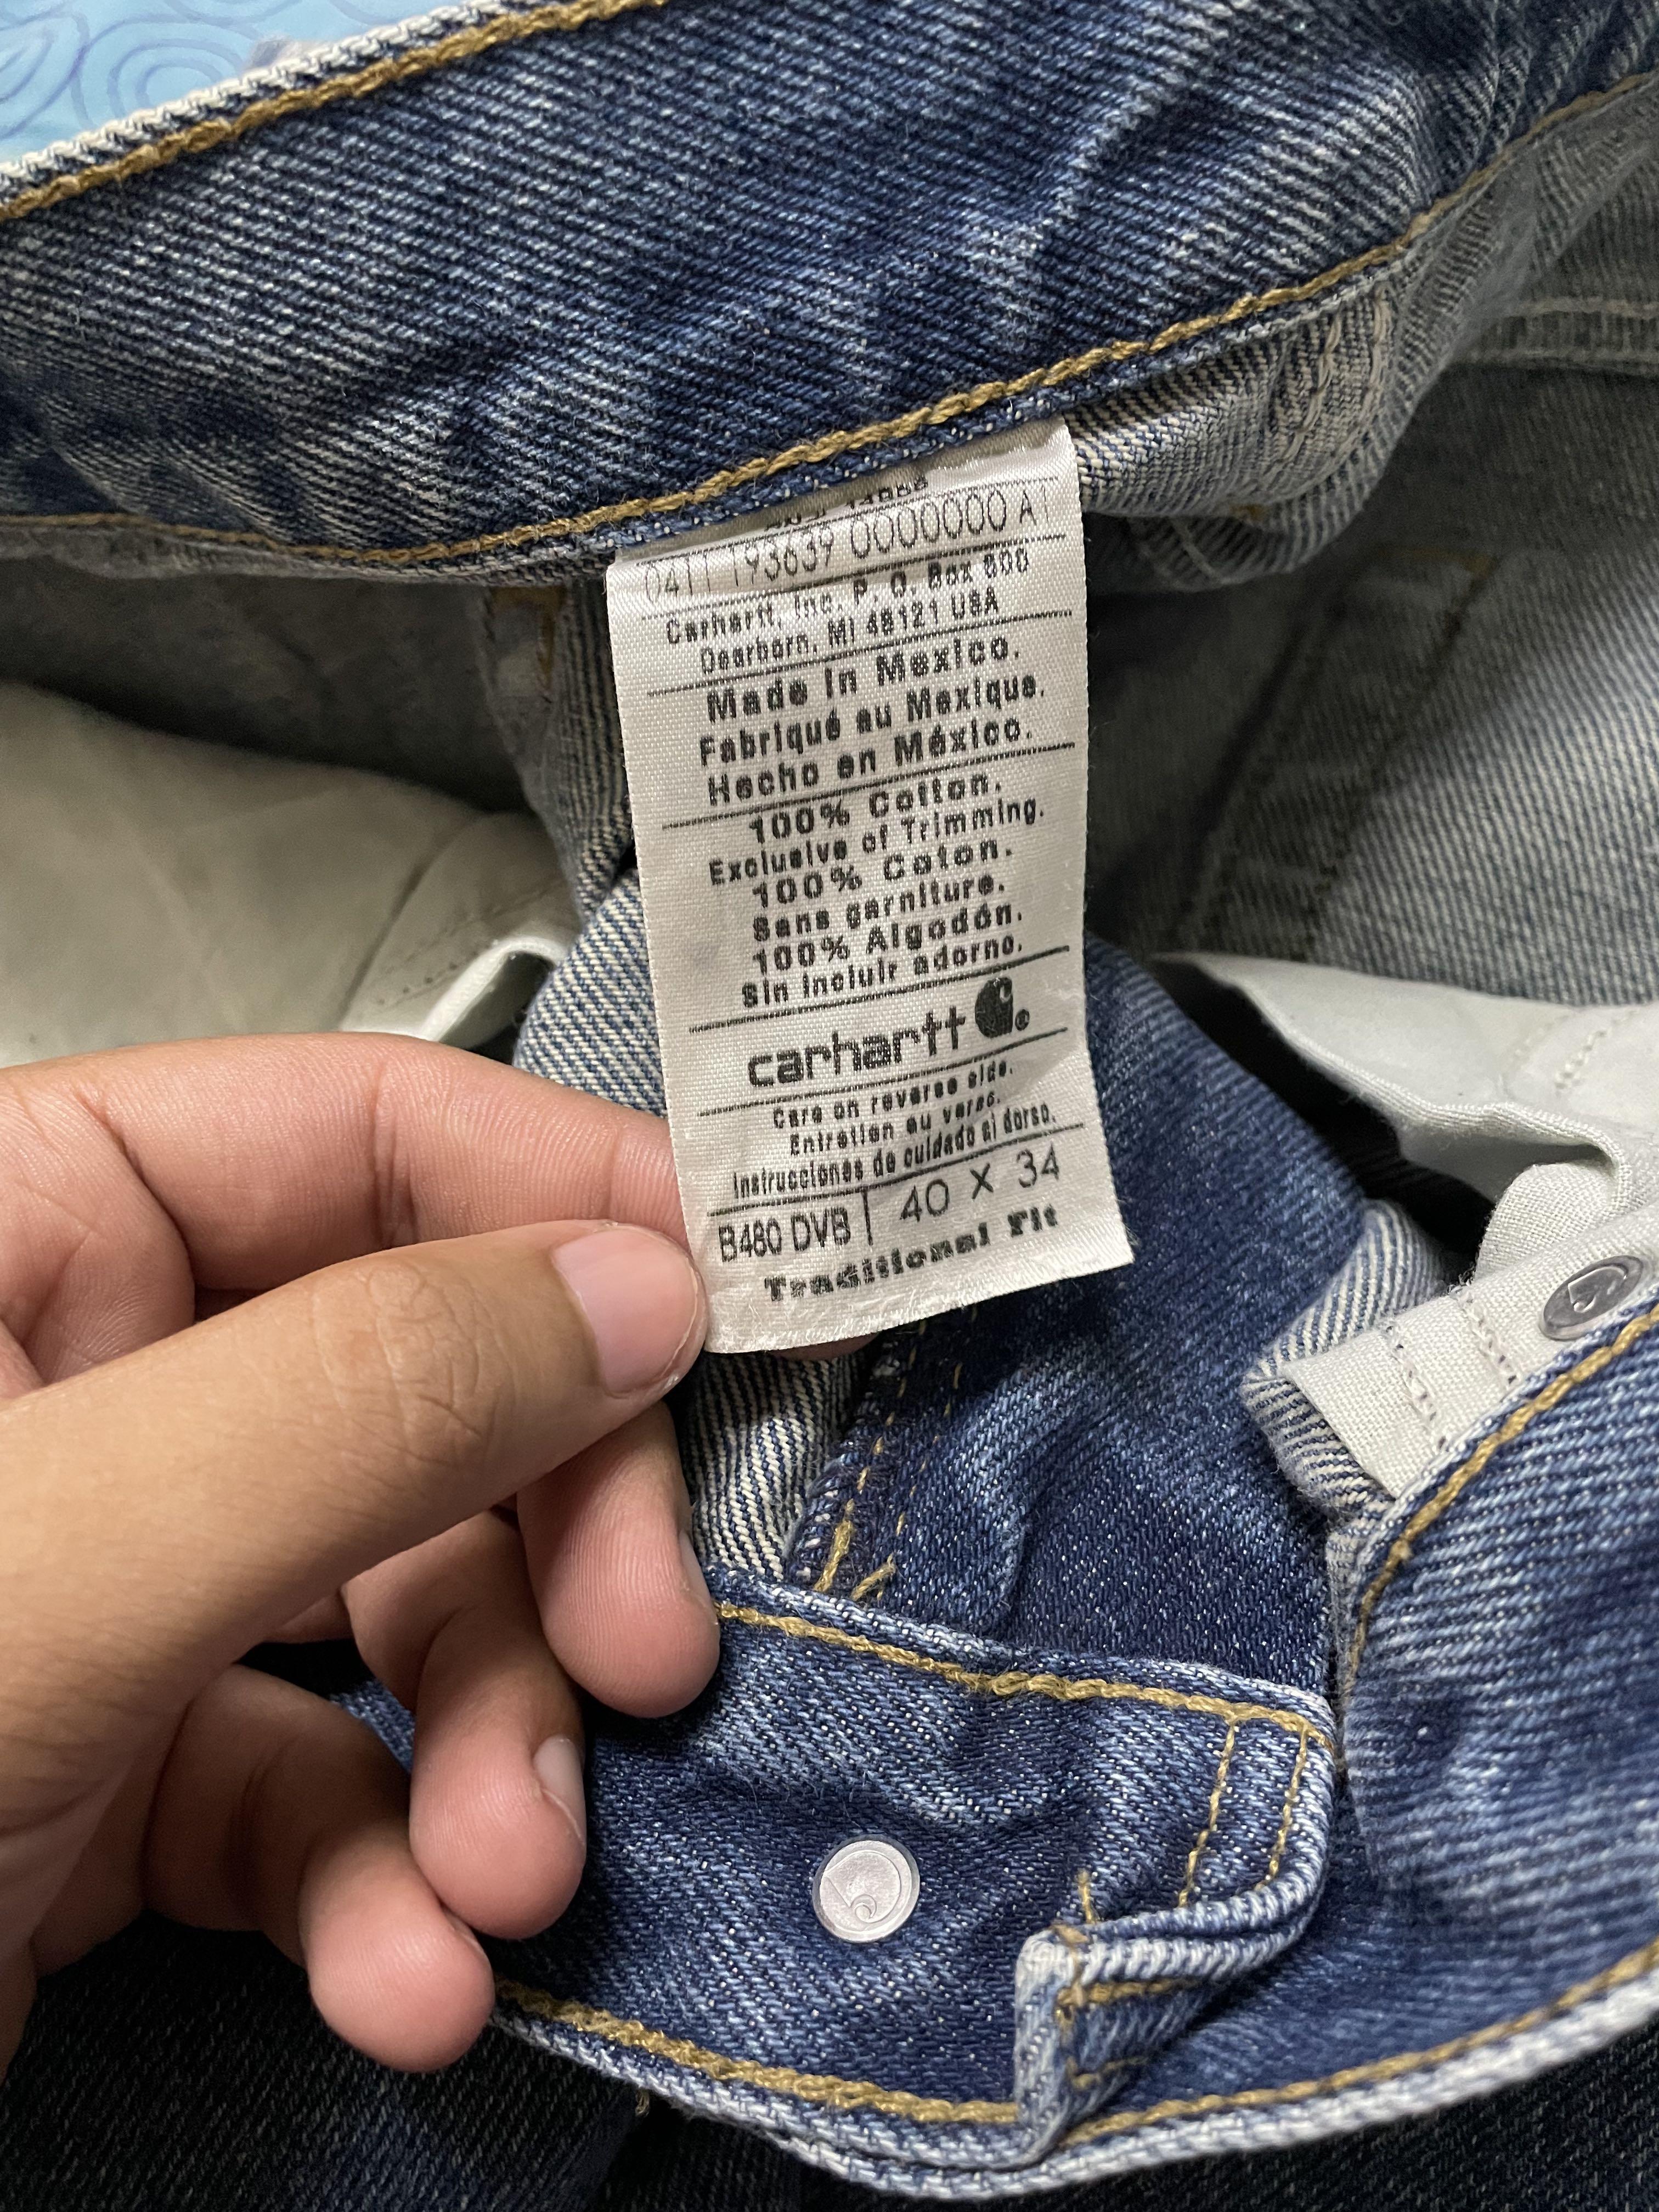 RN# 14806
0411 193639 0000000 A1
Carhartt, Inc. P. O. Box 600
Dearborn, MI 48121 USA
Made in Mexico.
Fabriqué au Mexique.
Hecho en México.
100% Cotton.
Exclusive of Trimming.
100% Coton.
Sans garniture.
100% Algodón.
Sin incluir adorno.
carhartt
Care on reverse side.
Entretien au verso.
Instrucciones de cuidado al dorso.
B480 DVB 40 X 34
Traditional Fit